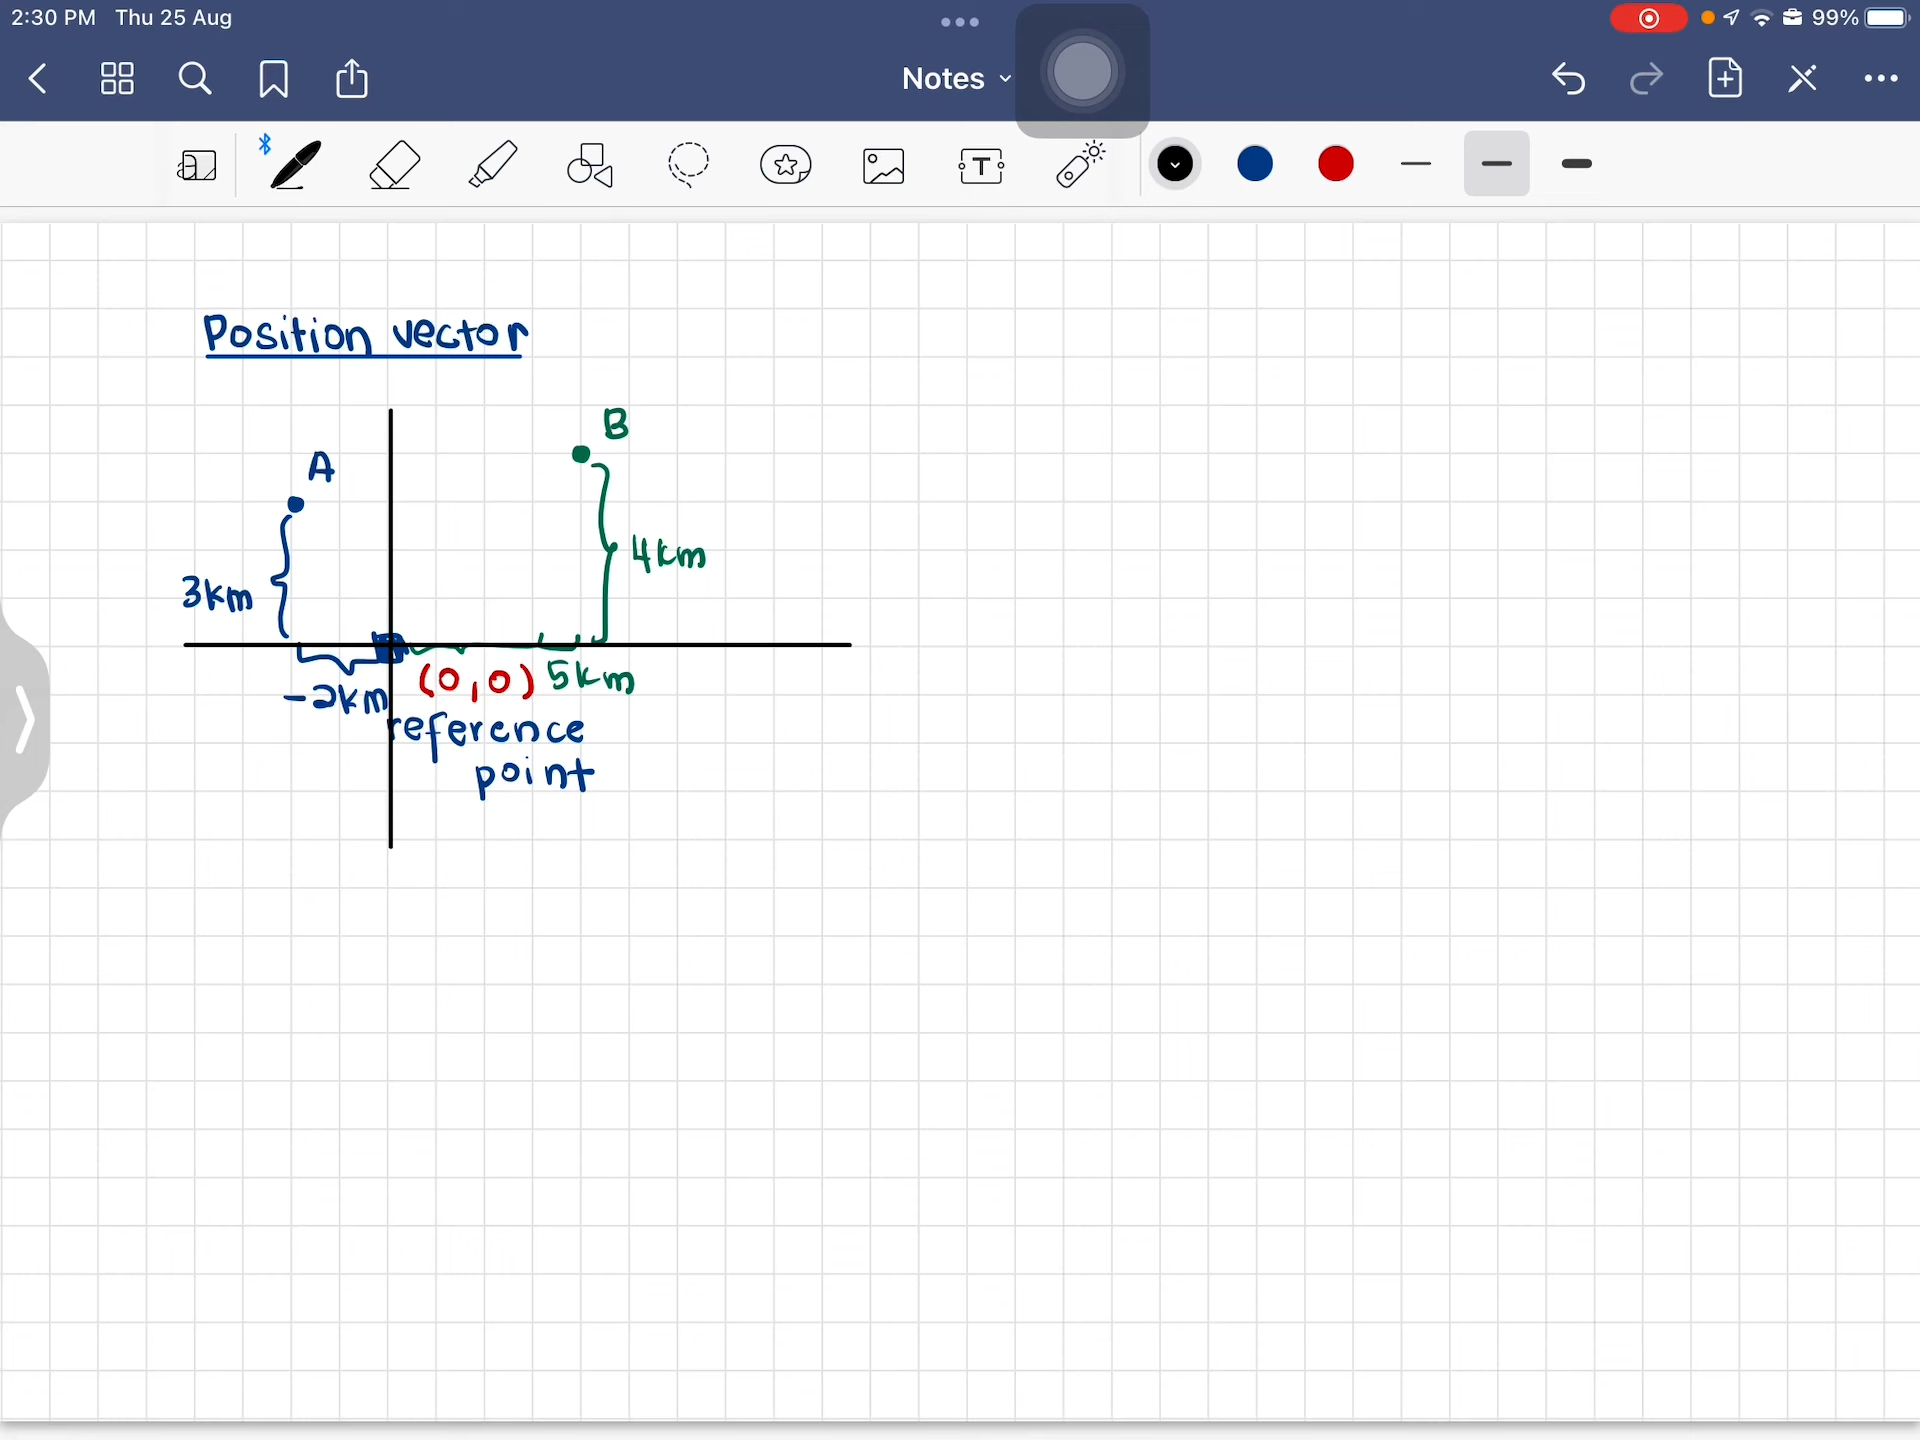 2:30 PM Thu 25 Aug
99%
Notes
T
Position vector
B
A
4km
3km
(0,0) 5km
-2km
reference
point